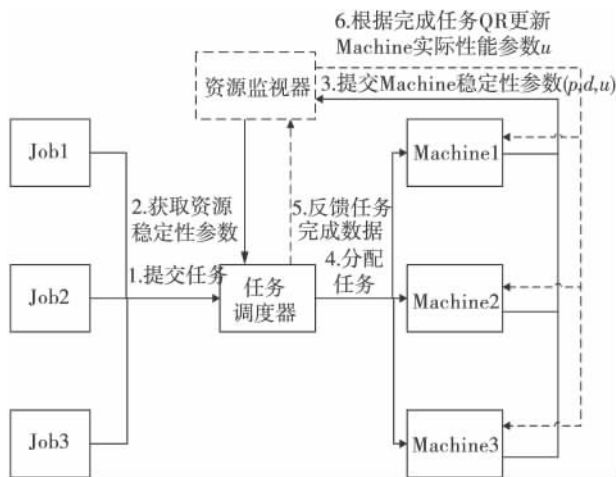 6.根据完成任务QR更新
Machine实际性能参数u
资源监视器
3.提交Machine稳定性参数(p,d,u)
Job1
Machine1
2.获取资源
稳定性参数
5.反馈任务
完成数据
1.提交任务
4.分配
任务
Job2
任务
调度器
Machine2
Job3
Machine3